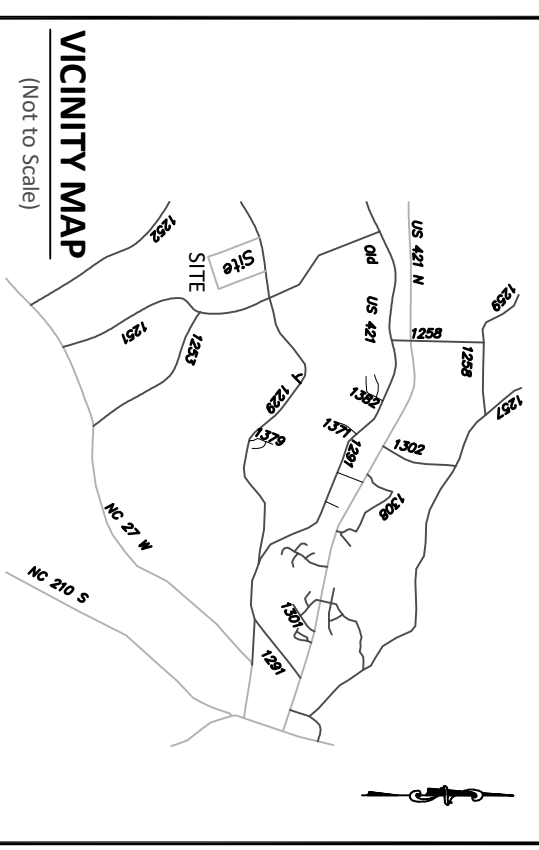 VICINITY MAP
(Not to Scale)
US 421 N
Old US 421
1259
1258
1258
1257
1252
Site
SITE
1251
1253
1229
1379
1382
1371
1291
1302
1308
1301
1291
NC 27 W
NC 210 S